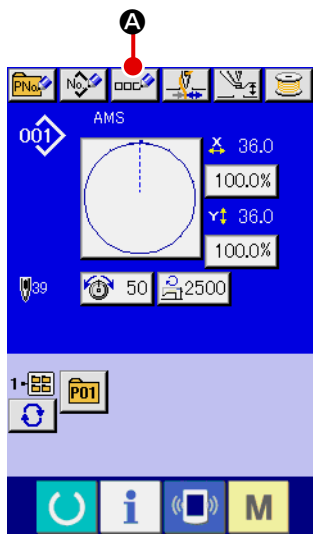 A
PNo. No.
001 AMS
X 36.0
100.0%
Y 36.0
100.0%
39 50 2500
1- P01
i M